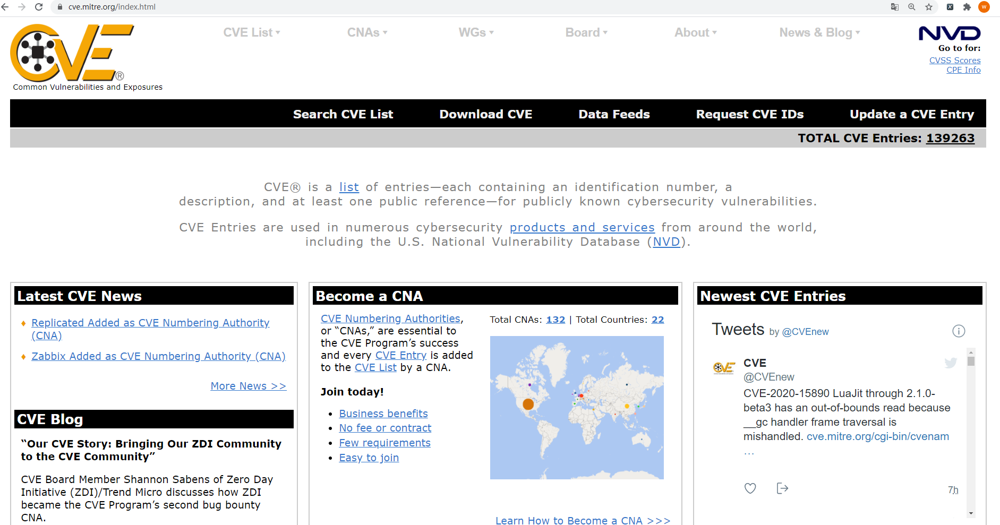 cve.mitre.org/index.html
W
CVE®
Common Vulnerabilities and Exposures
CVE List
CNAs
WGs
Board
About
News & Blog
NVD
Go to for:
CVSS Scores
CPE Info
Search CVE List
Download CVE
Data Feeds
Request CVE IDs
Update a CVE Entry
TOTAL CVE Entries: 139263
CVE® is a list of entries—each containing an identification number, a
description, and at least one public reference—for publicly known cybersecurity vulnerabilities.
CVE Entries are used in numerous cybersecurity products and services from around the world,
including the U.S. National Vulnerability Database (NVD).
Latest CVE News
Replicated Added as CVE Numbering Authority
(CNA)
Zabbix Added as CVE Numbering Authority (CNA)
More News >>
CVE Blog
“Our CVE Story: Bringing Our ZDI Community
to the CVE Community”
CVE Board Member Shannon Sabens of Zero Day
Initiative (ZDI)/Trend Micro discusses how ZDI
became the CVE Program’s second bug bounty
CNA.
Become a CNA
CVE Numbering Authorities,
or “CNAs,” are essential to
the CVE Program’s success
and every CVE Entry is added
to the CVE List by a CNA.
Join today!
Business benefits
No fee or contract
Few requirements
Easy to join
Total CNAs: 132 | Total Countries: 22
Learn How to Become a CNA >>>
Newest CVE Entries
Tweets by @CVEnew
CVE
CVE
@CVEnew
CVE-2020-15890 LuaJit through 2.1.0-
beta3 has an out-of-bounds read because
__gc handler frame traversal is
mishandled. cve.mitre.org/cgi-bin/cvenam
…
7h